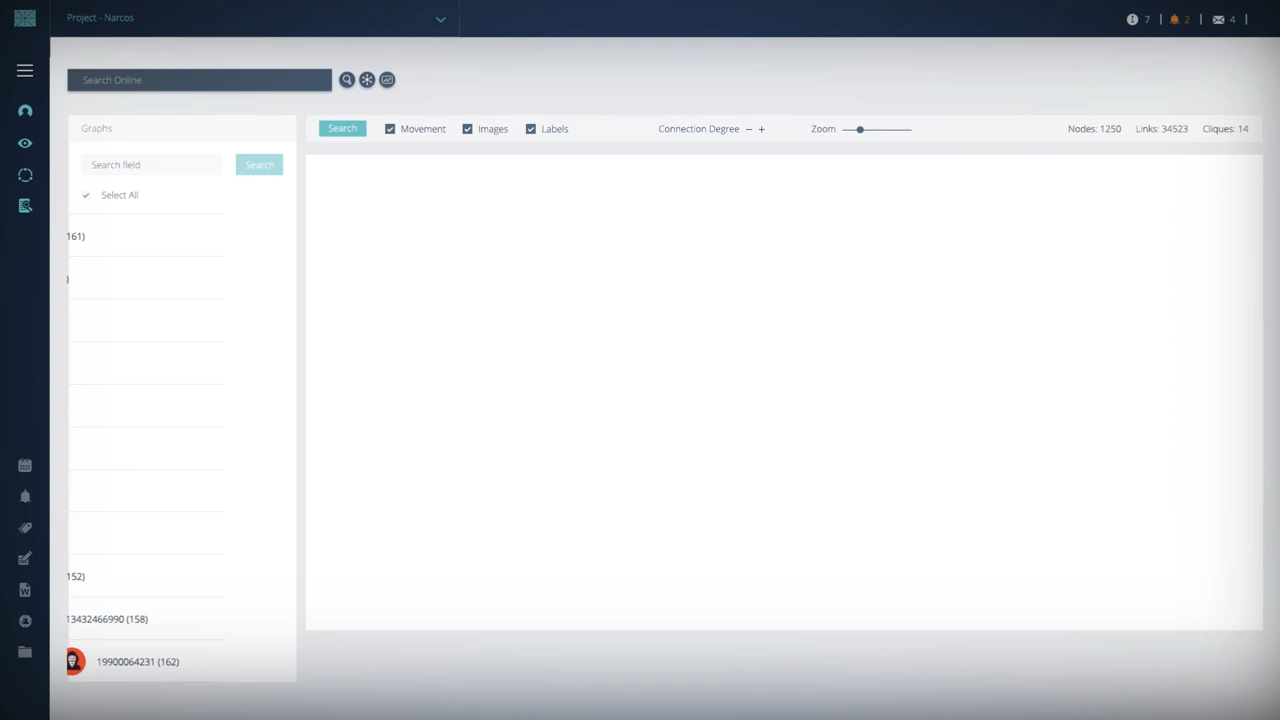 Project - Narcos
7
2
4
Search Online
Graphs
Search
Movement
Images
Labels
Connection Degree
Zoom
Nodes: 1250
Links: 34523
Cliques: 14
Search field
Search
Select All
161)
)
152)
13432466990 (158)
19900064231 (162)